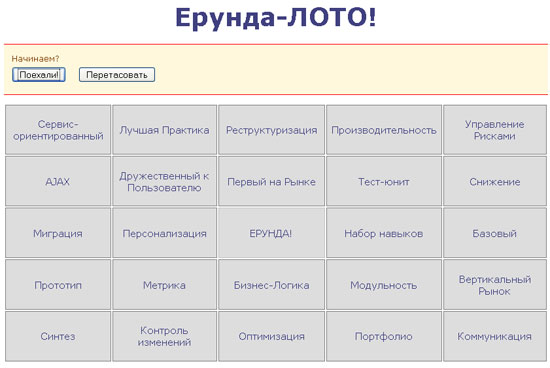 Ерунда-ЛОТО!
Начинаем?
Поехали! Перетасовать
Сервис-
ориентированный
Лучшая Практика
Реструктуризация
Производительность
Управление
Рисками
AJAX
Дружественный к
Пользователю
Первый на Рынке
Тест-юнит
Снижение
Миграция
Персонализация
ЕРУНДА!
Набор навыков
Базовый
Прототип
Метрика
Бизнес-Логика
Модульность
Вертикальный
Рынок
Синтез
Контроль
изменений
Оптимизация
Портфолио
Коммуникация